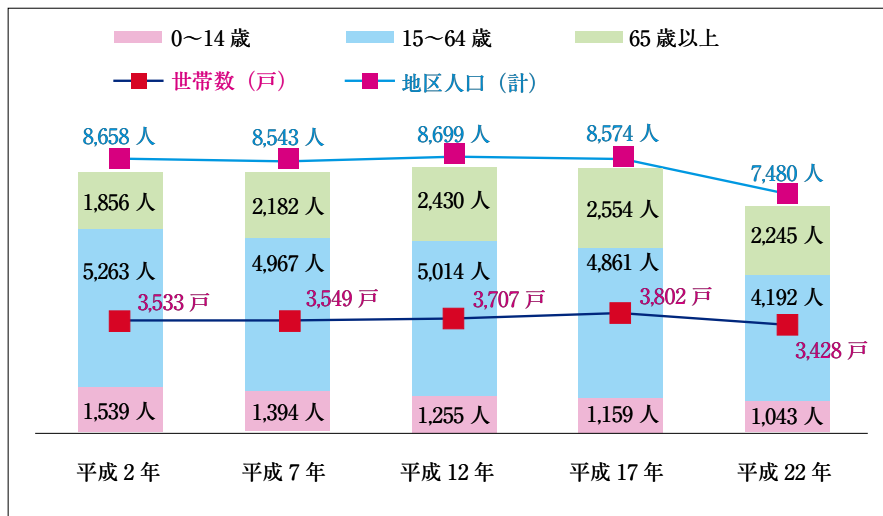 0～14 歳 15～64 歳 65 歳以上
世帯数（戸） 地区人口（計）
8,658 人 8,543 人 8,699 人 8,574 人 7,480 人
1,856 人 2,182 人 2,430 人 2,554 人 2,245 人
5,263 人 4,967 人 5,014 人 4,861 人 4,192 人
3,533 戸 3,549 戸 3,707 戸 3,802 戸 3,428 戸
1,539 人 1,394 人 1,255 人 1,159 人 1,043 人
平成 2 年 平成 7 年 平成 12 年 平成 17 年 平成 22 年